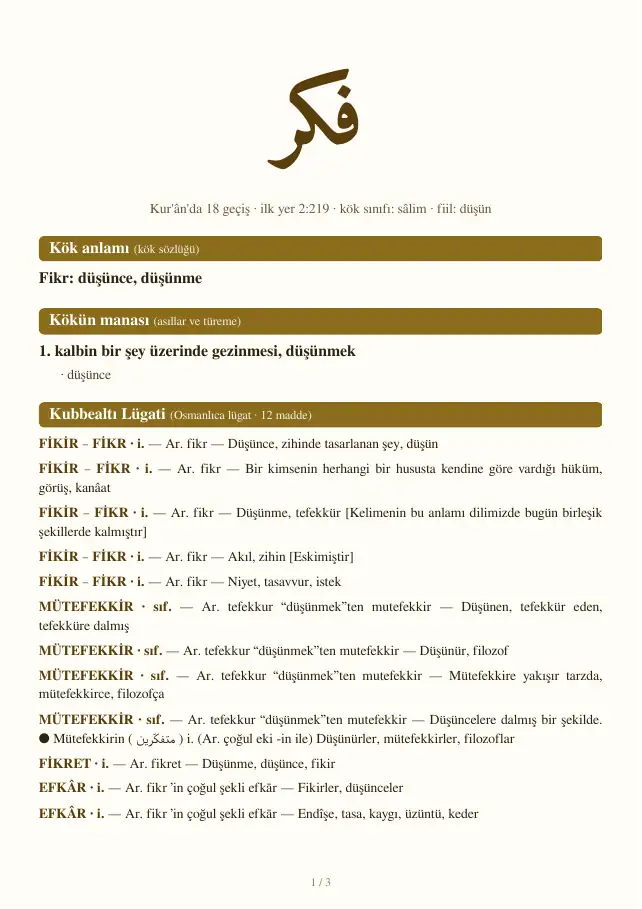 فكر
Kur'ân'da 18 geçiş · ilk yer 2:219 · kök sınıfı: sâlim · fiil: düşün
Kök anlamı (kök sözlüğü)
Fikr: düşünce, düşünme
Kökün manası (asıllar ve türeme)
1. kalbin bir şey üzerinde gezinmesi, düşünmek
· düşünce
Kubbealtı Lügati (Osmanlıca lügat · 12 madde)
FİKİR – FİKR · i. — Ar. fikr — Düşünce, zihinde tasarlanan şey, düşün
FİKİR – FİKR · i. — Ar. fikr — Bir kimsenin herhangi bir hususta kendine göre vardığı hüküm,
görüş, kanâat
FİKİR – FİKR · i. — Ar. fikr — Düşünme, tefekkür [Kelimenin bu anlamı dilimizde bugün birleşik
şekillerde kalmıştır]
FİKİR – FİKR · i. — Ar. fikr — Akıl, zihin [Eskimiştir]
FİKİR – FİKR · i. — Ar. fikr — Niyet, tasavvur, istek
MÜTEFEKKİR · sıf. — Ar. tefekkur “düşünmek”ten mutefekkir — Düşünen, tefekkür eden,
tefekküre dalmış
MÜTEFEKKİR · sıf. — Ar. tefekkur “düşünmek”ten mutefekkir — Düşünür, filozof
MÜTEFEKKİR · sıf. — Ar. tefekkur “düşünmek”ten mutefekkir — Mütefekkire yakışır tarzda,
mütefekkirce, filozofça
MÜTEFEKKİR · sıf. — Ar. tefekkur “düşünmek”ten mutefekkir — Düşüncelere dalmış bir şekilde.
● Mütefekkirin ( متفكّرين ) i. (Ar. çoğul eki -in ile) Düşünürler, mütefekkirler, filozoflar
FİKRET · i. — Ar. fikret — Düşünme, düşünce, fikir
EFKÂR · i. — Ar. fikr ’in çoğul şekli efkār — Fikirler, düşünceler
EFKÂR · i. — Ar. fikr ’in çoğul şekli efkār — Endîşe, tasa, kaygı, üzüntü, keder
1 / 3